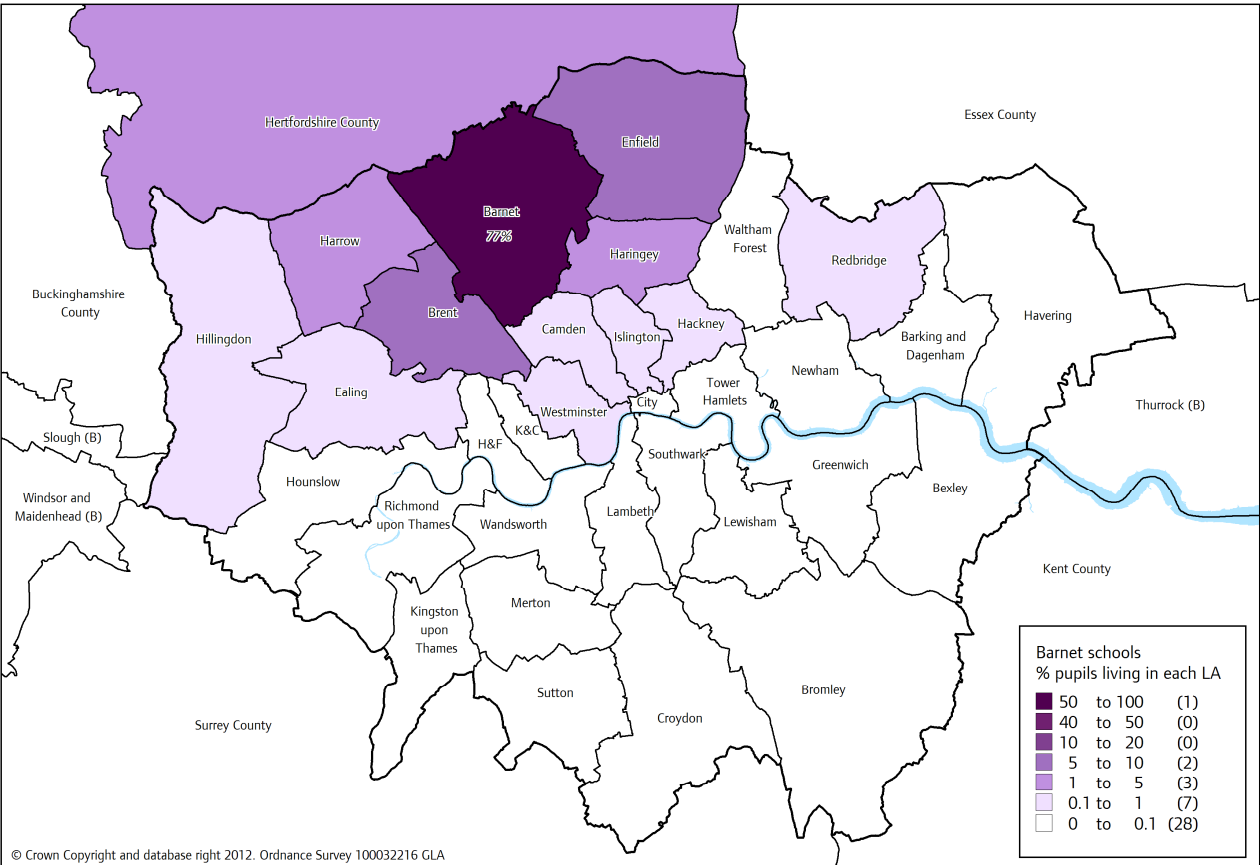 Hertfordshire County
Essex County
Enfield
Barnet
77%
Harrow
Haringey
Waltham
Forest
Redbridge
Buckinghamshire
County
Hillingdon
Brent
Camden
Islington
Hackney
Havering
Barking and
Dagenham
Newham
Ealing
Tower
Hamlets
City
Westminster
K&C
H&F
Thurrock (B)
Slough (B)
Southwark
Greenwich
Hounslow
Bexley
Windsor and
Maidenhead (B)
Richmond
upon Thames
Wandsworth
Lambeth
Lewisham
Kent County
Kingston
upon
Thames
Merton
Sutton
Croydon
Bromley
Surrey County
Barnet schools
% pupils living in each LA
50 to 100 (1)
40 to 50 (0)
10 to 20 (0)
5 to 10 (2)
1 to 5 (3)
0.1 to 1 (7)
0 to 0.1 (28)
© Crown Copyright and database right 2012. Ordnance Survey 100032216 GLA